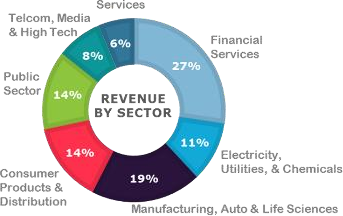 Services
6%
Financial
Services
27%
Electricity,
Utilities, & Chemicals
11%
Manufacturing, Auto & Life Sciences
19%
Consumer
Products &
Distribution
14%
Public
Sector
14%
Telcom, Media &
High Tech
8%
REVENUE
BY SECTOR